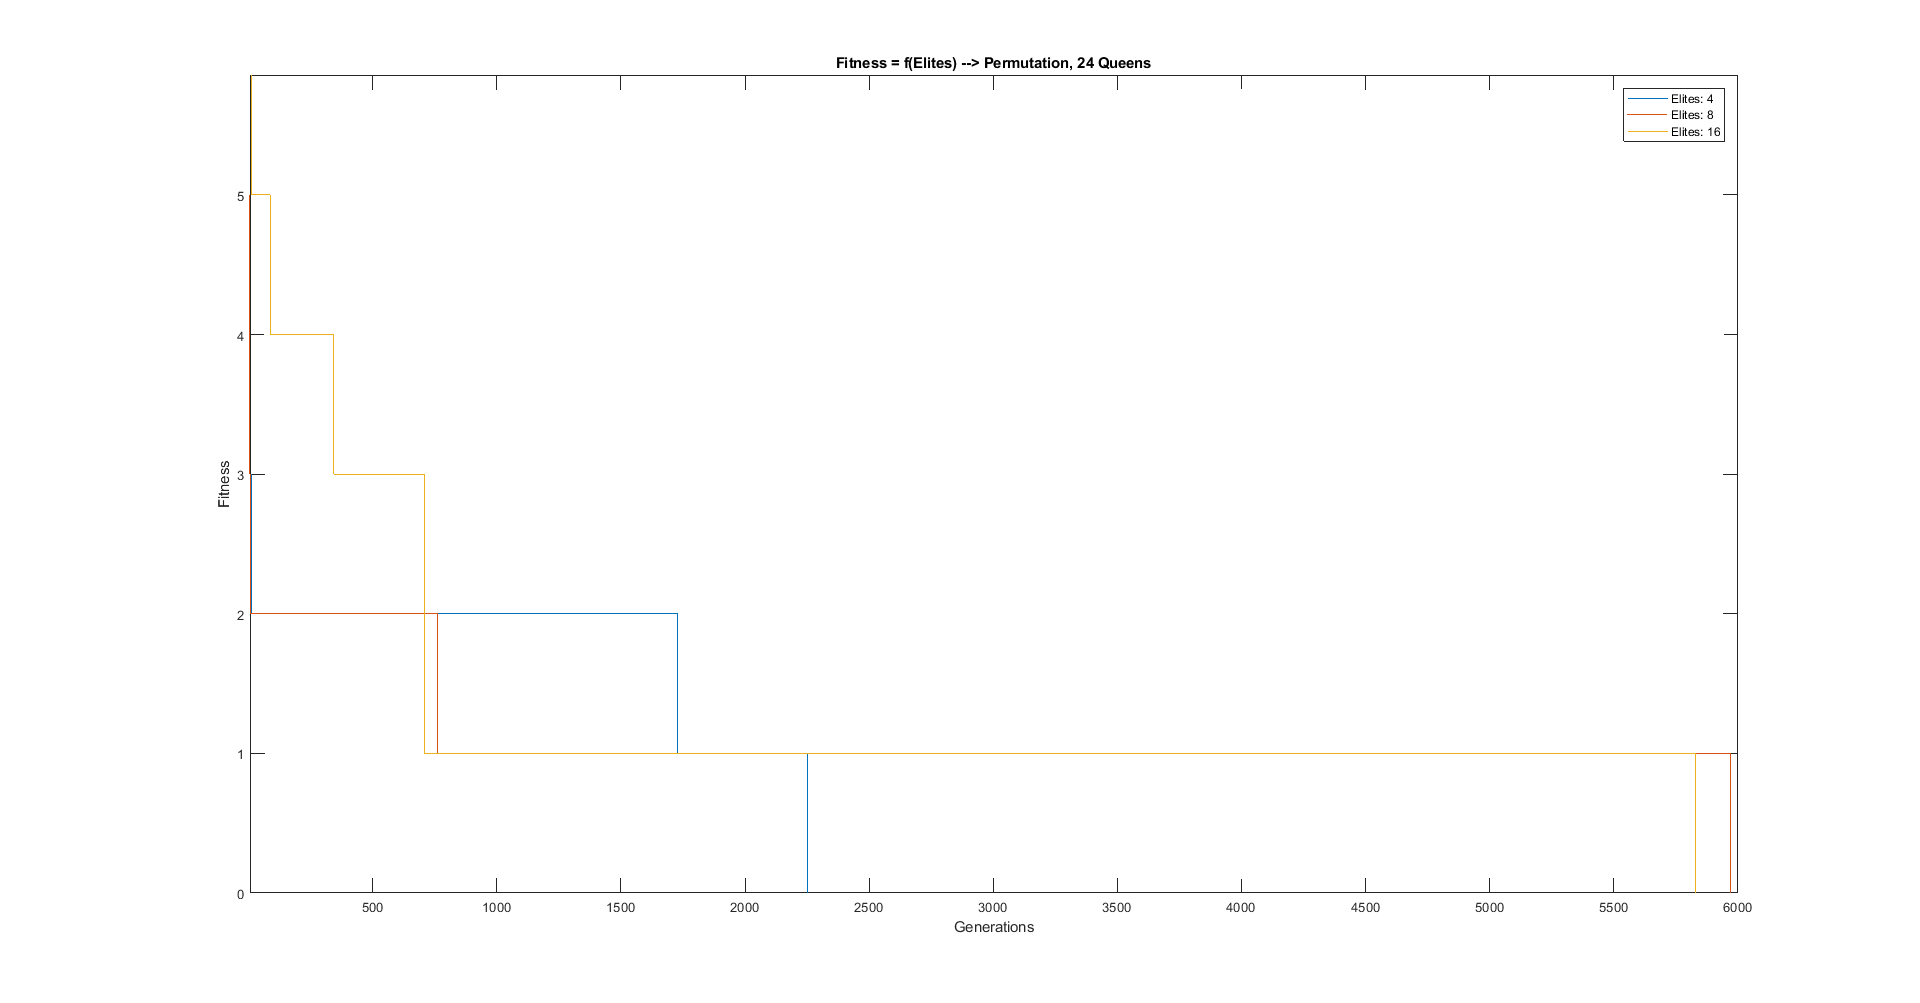 Fitness = f(Elites) --> Permutation, 24 Queens
Elites: 4
Elites: 8
Elites: 16
5
4
3
2
1
0
Fitness
500 1000 1500 2000 2500 3000 3500 4000 4500 5000 5500 6000
Generations